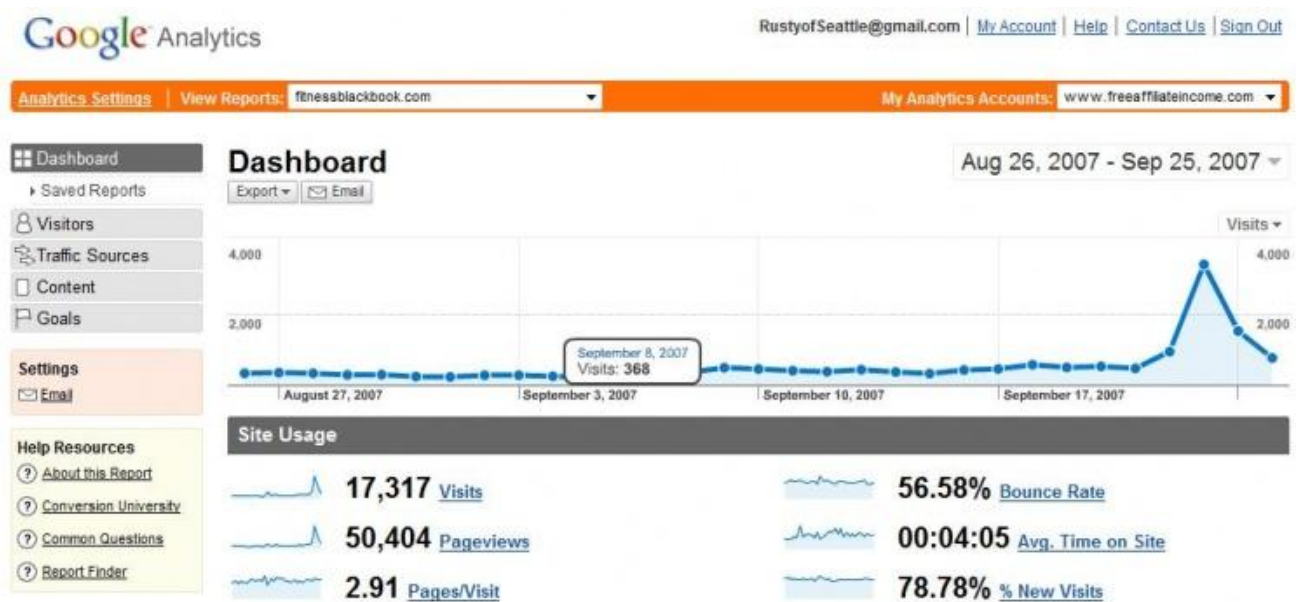 Google Analytics
RustyofSeattle@gmail.com | My Account | Help | Contact Us | Sign Out
Analytics Settings | View Reports: fitnessblackbook.com
My Analytics Accounts: www.freeaffiliateincome.com
Dashboard
Saved Reports
Visitors
Traffic Sources
Content
Goals
Settings
Email
Help Resources
? About this Report
? Conversion University
? Common Questions
? Report Finder
Dashboard
Export Email
Aug 26, 2007 - Sep 25, 2007
Visits
4,000 4,000
2,000 2,000
September 8, 2007
Visits: 368
August 27, 2007 September 3, 2007 September 10, 2007 September 17, 2007
Site Usage
17,317 Visits
50,404 Pageviews
2.91 Pages/Visit
56.58% Bounce Rate
00:04:05 Avg. Time on Site
78.78% % New Visits